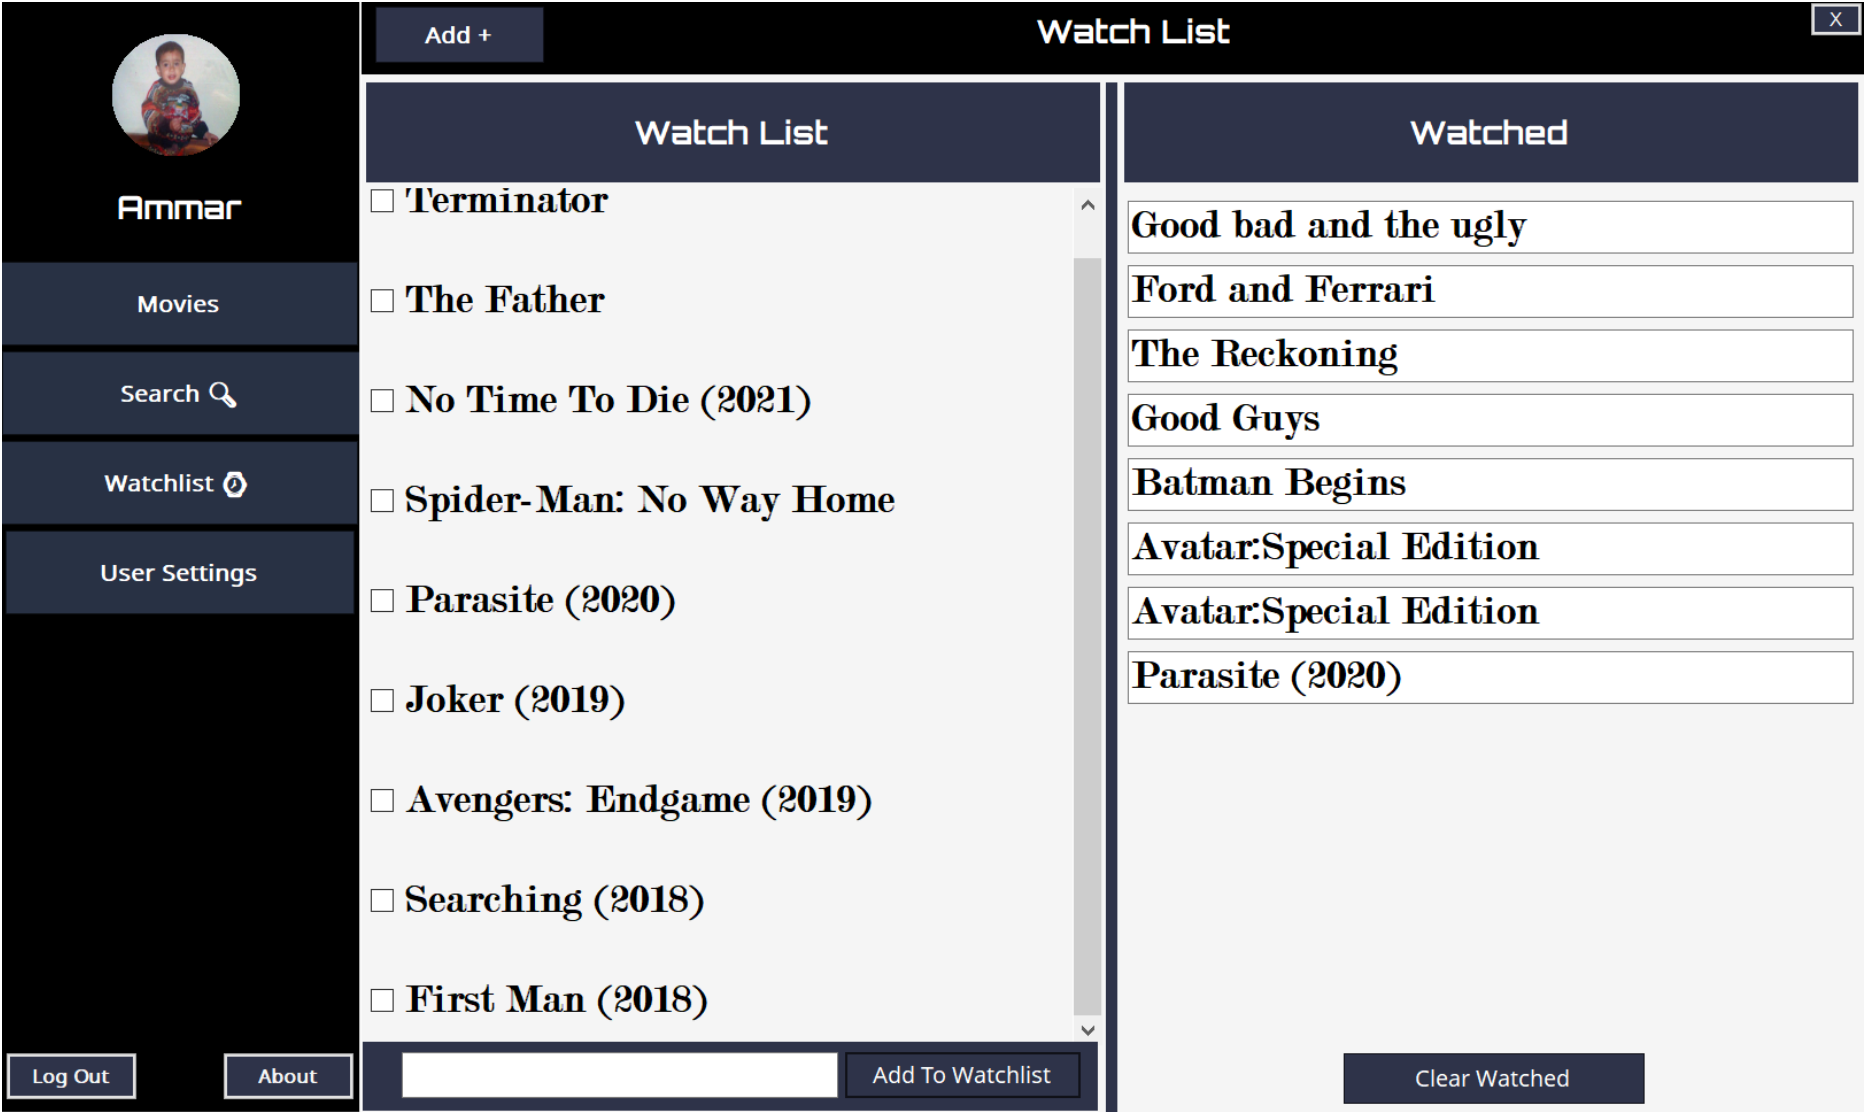 Ammar
Movies
Search
Watchlist
User Settings
Log Out
About
Add +
Watch List
X
Watch List
Terminator
The Father
No Time To Die (2021)
Spider-Man: No Way Home
Parasite (2020)
Joker (2019)
Avengers: Endgame (2019)
Searching (2018)
First Man (2018)
Add To Watchlist
Watched
Good bad and the ugly
Ford and Ferrari
The Reckoning
Good Guys
Batman Begins
Avatar:Special Edition
Avatar:Special Edition
Parasite (2020)
Clear Watched